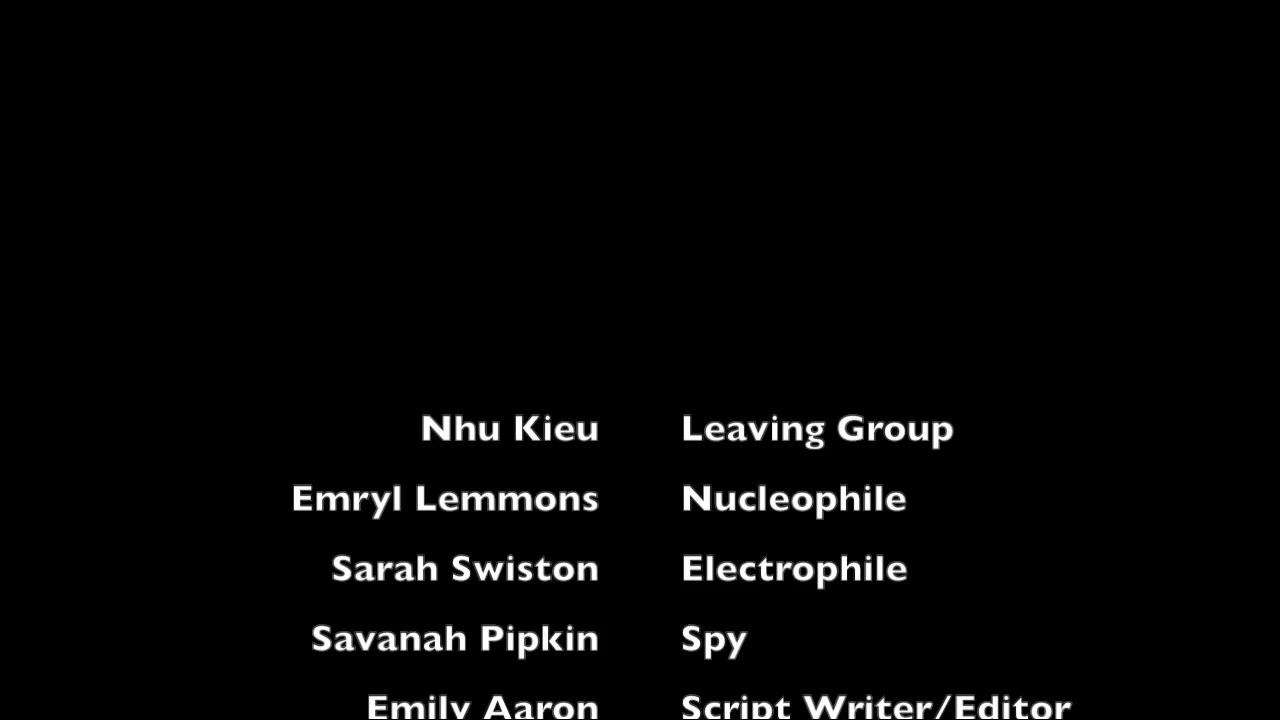 Nhu Kieu Leaving Group
Emryl Lemmons Nucleophile
Sarah Swiston Electrophile
Savanah Pipkin Spy
Emily Aaron Script Writer/Editor